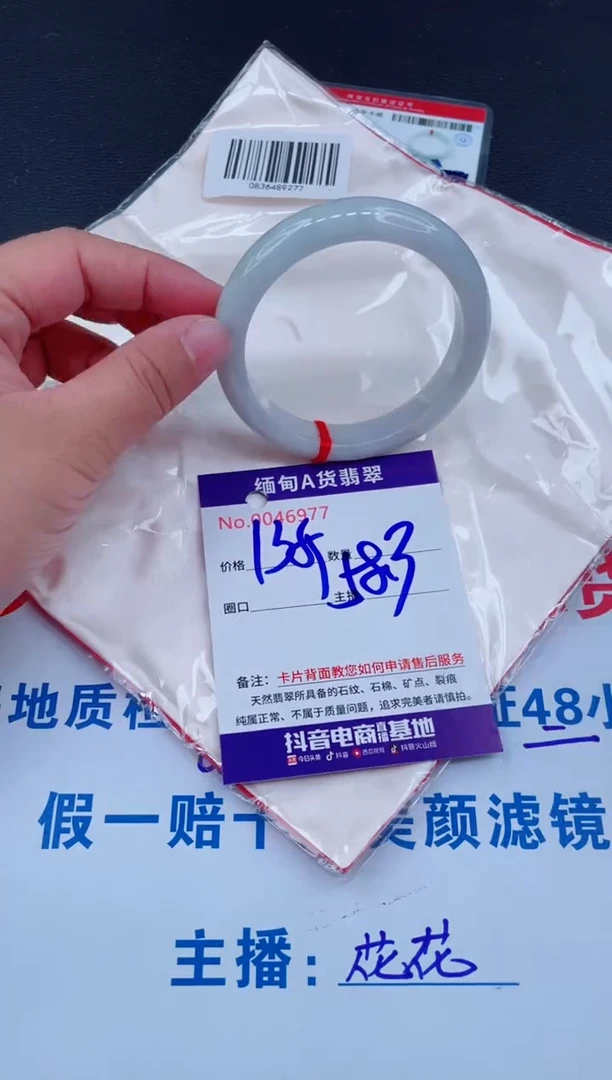 0836489277
缅甸A货翡翠
No.0046977
价格 数量
圈口 主播
58.3
备注：卡片背面教您如何申请售后服务
天然翡翠所具备的石纹、石棉、矿点、裂痕
纯属正常、不属于质量问题，追求完美者请慎拍。
抖音电商直播基地
今日头条 抖音 西瓜视频 抖音火山版
地质检 证48小
假一赔十 美颜滤镜
主播：花花